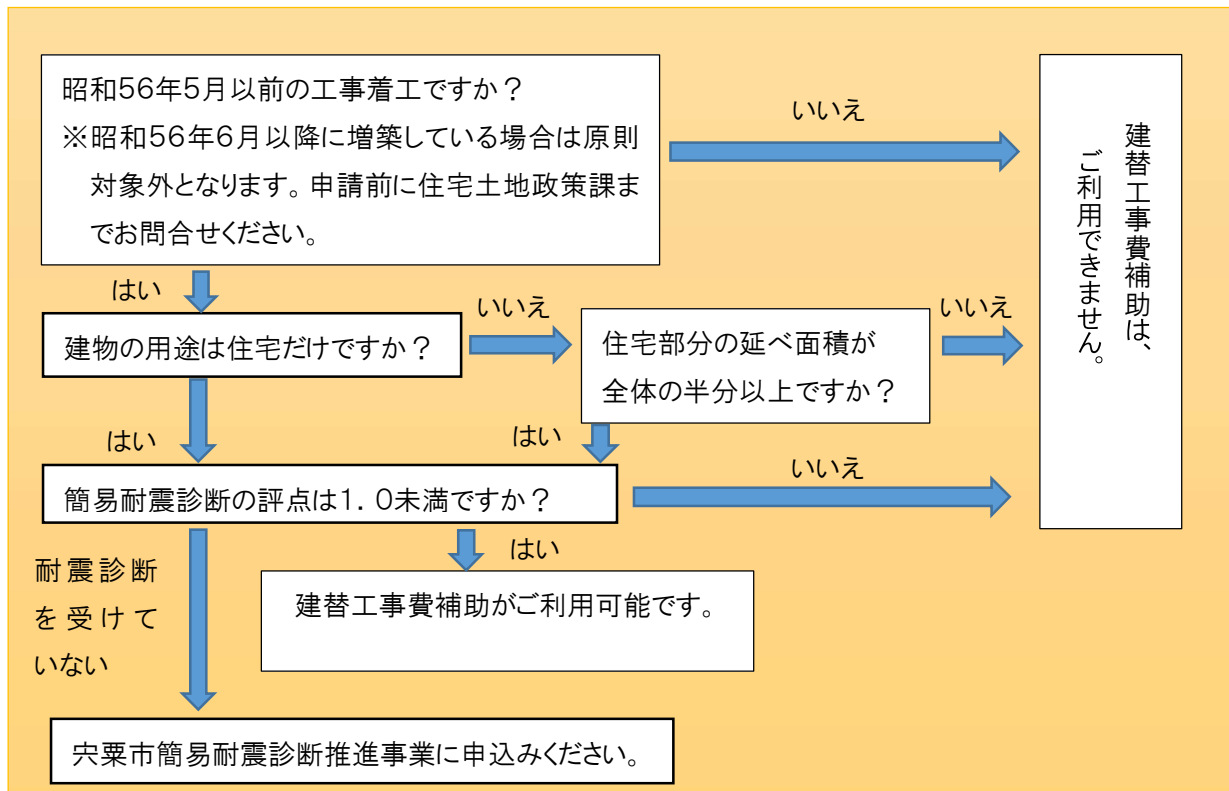 昭和56年5月以前の工事着工ですか?
※昭和56年6月以降に増築している場合は原則
対象外となります。申請前に住宅土地政策課ま
でお問合せください。
いいえ
建替工事費補助は、
ご利用できません。
はい
建物の用途は住宅だけですか?
いいえ
住宅部分の延べ面積が
全体の半分以上ですか?
いいえ
はい
はい
簡易耐震診断の評点は1.0未満ですか?
いいえ
はい
建替工事費補助がご利用可能です。
耐震診断
を受けて
いない
宍粟市簡易耐震診断推進事業に申込みください。